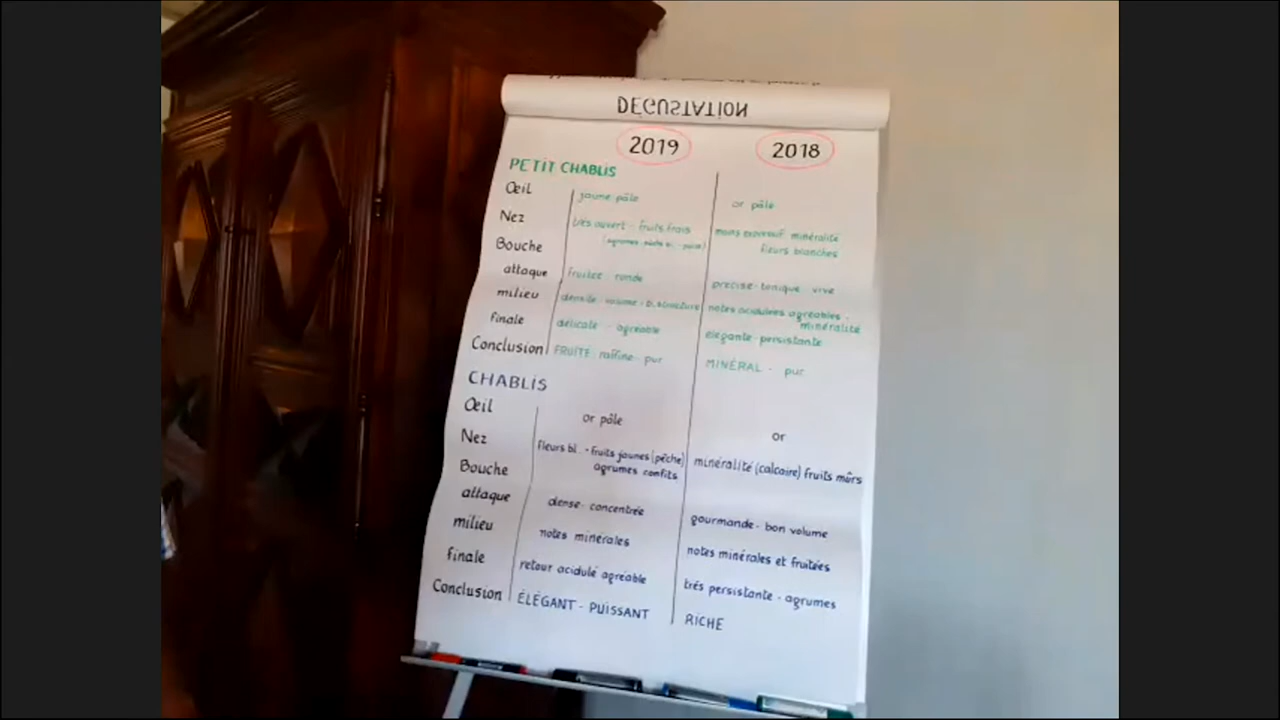 DÉGUSTATION
2019 2018
PETIT CHABLIS
Œil jaune pâle or pâle
Nez très ouvert - fruits frais moins expressif minéralité
(agrumes - pêche bl. - ) fleurs blanches
Bouche
attaque fruitée - ronde précise - tonique - vive
milieu densité - volume - b. structure notes acidulées agréables -
minéralité
finale délicate - agréable élégante - persistante
Conclusion FRUITÉ - raffiné - pur MINÉRAL - pur
CHABLIS
Œil or pâle or
Nez fleurs bl. - fruits jaunes (pêche) minéralité (calcaire) fruits mûrs
agrumes confits
Bouche
attaque dense - concentrée gourmande - bon volume
milieu notes minérales notes minérales et fruitées
finale retour acidulé agréable très persistante - agrumes
Conclusion ÉLÉGANT - PUISSANT RICHE